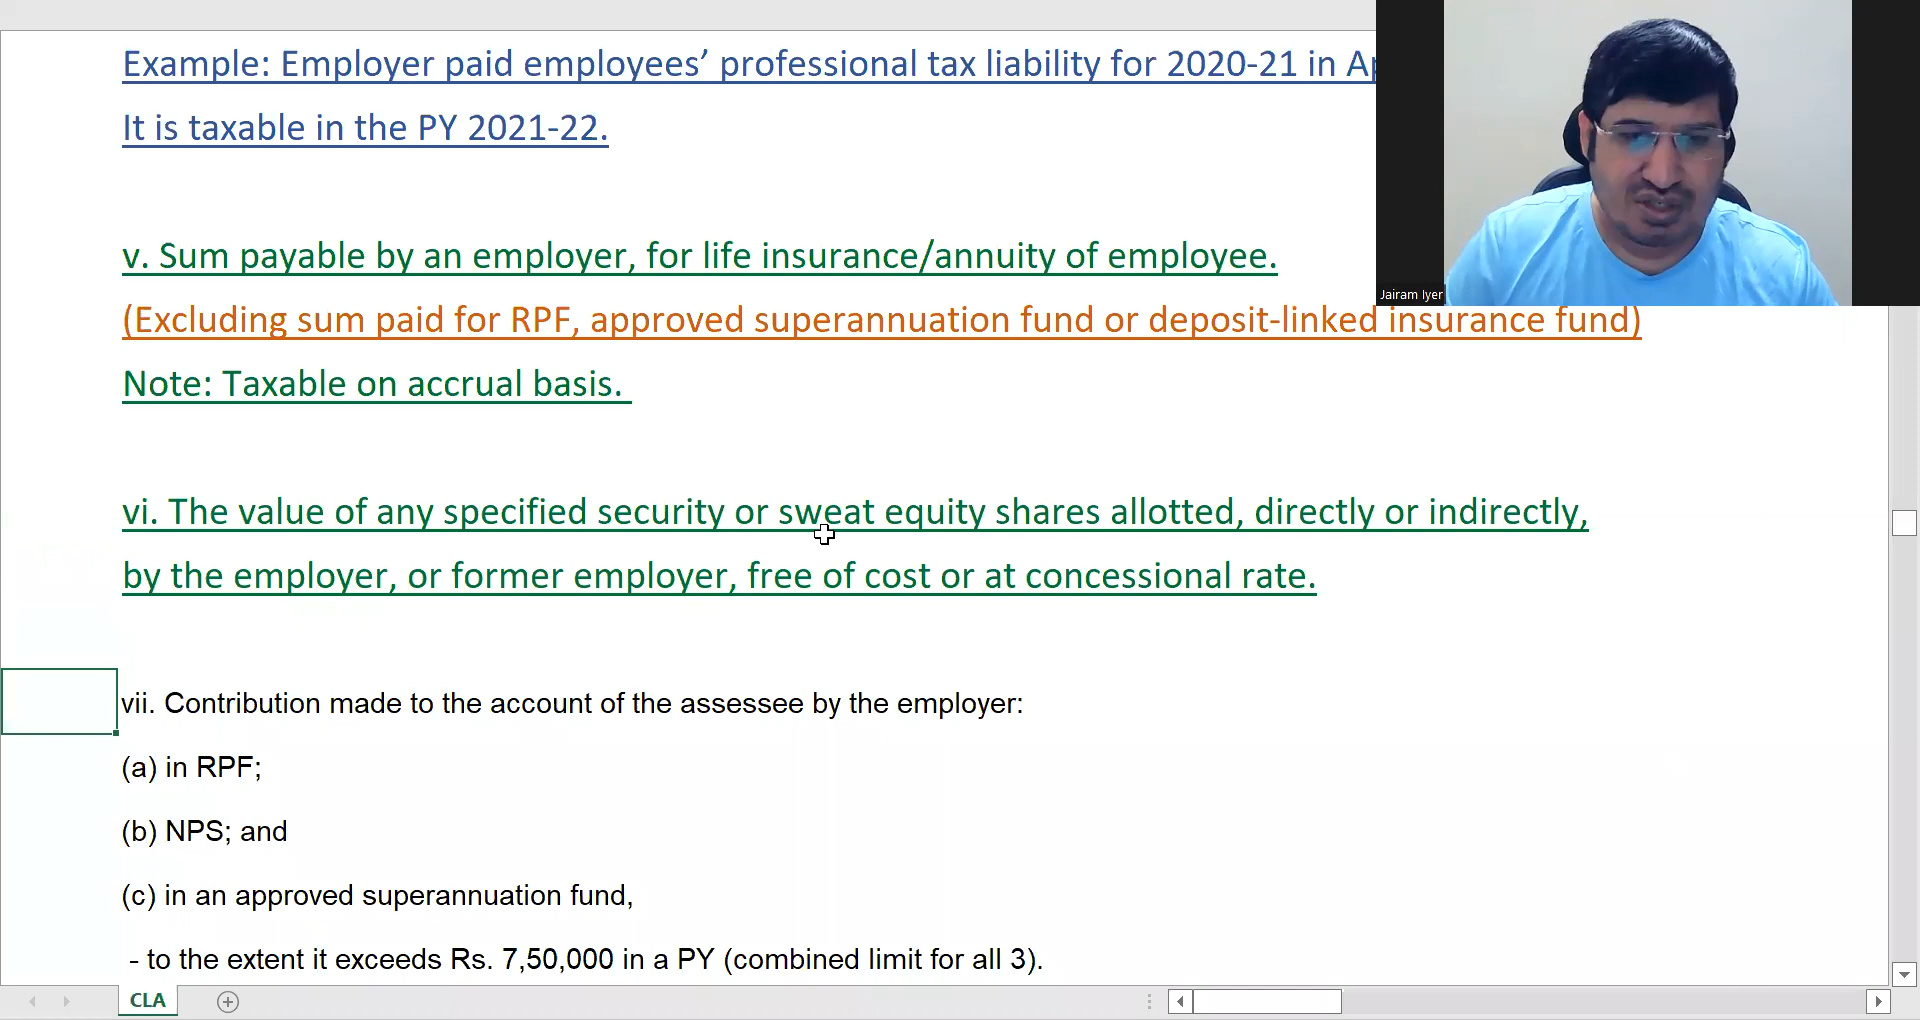 Example: Employer paid employees’ professional tax liability for 2020-21 in
It is taxable in the PY 2021-22.
v. Sum payable by an employer, for life insurance/annuity of employee.
Jairam Iyer
(Excluding sum paid for RPF, approved superannuation fund or deposit-linked insurance fund)
Note: Taxable on accrual basis.
vi. The value of any specified security or sweat equity shares allotted, directly or indirectly,
by the employer, or former employer, free of cost or at concessional rate.
vii. Contribution made to the account of the assessee by the employer:
(a) in RPF;
(b) NPS; and
(c) in an approved superannuation fund,
- to the extent it exceeds Rs. 7,50,000 in a PY (combined limit for all 3).
CLA